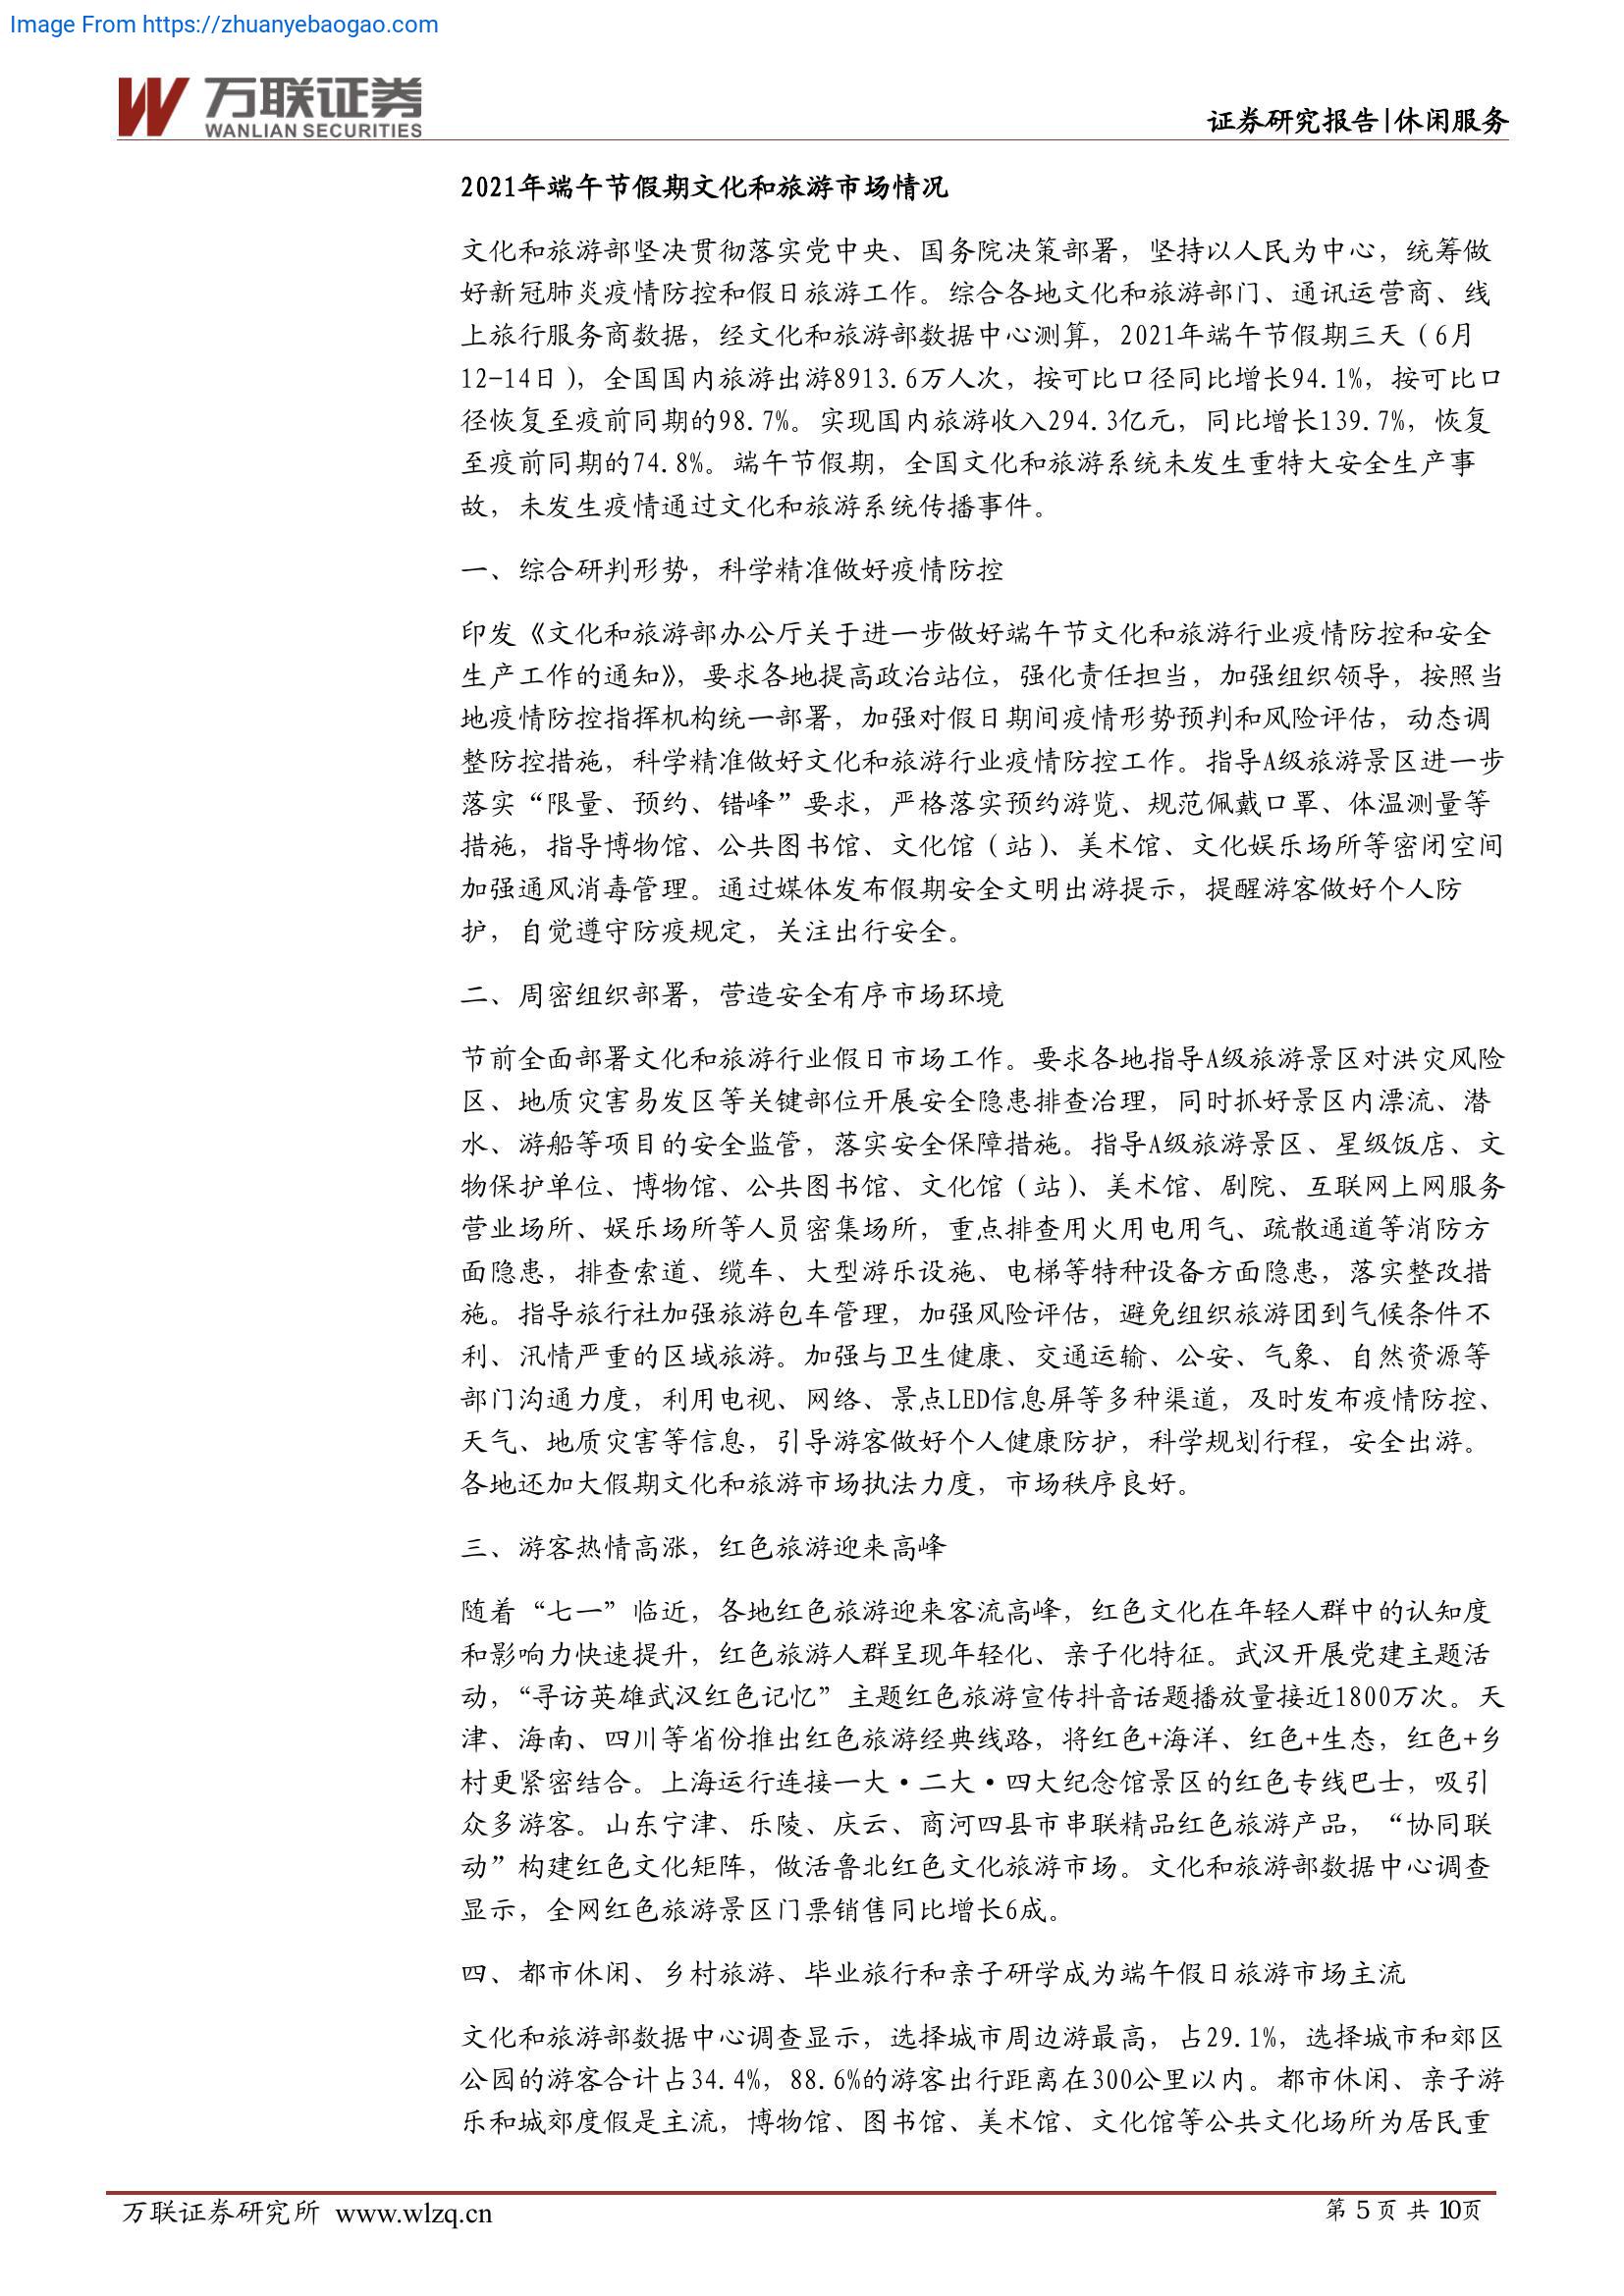 Image From https://zhuanyebaogao.com
万联证券
WANLIAN SECURITIES
证券研究报告|休闲服务
2021年端午节假期文化和旅游市场情况
文化和旅游部坚决贯彻落实党中央、国务院决策部署，坚持以人民为中心，统筹做
好新冠肺炎疫情防控和假日旅游工作。综合各地文化和旅游部门、通讯运营商、线
上旅行服务商数据，经文化和旅游部数据中心测算，2021年端午节假期三天（6月
12-14日），全国国内旅游出游8913.6万人次，按可比口径同比增长94.1%，按可比口
径恢复至疫前同期的98.7%。实现国内旅游收入294.3亿元，同比增长139.7%，恢复
至疫前同期的74.8%。端午节假期，全国文化和旅游系统未发生重特大安全生产事
故，未发生疫情通过文化和旅游系统传播事件。
一、综合研判形势，科学精准做好疫情防控
印发《文化和旅游部办公厅关于进一步做好端午节文化和旅游行业疫情防控和安全
生产工作的通知》，要求各地提高政治站位，强化责任担当，加强组织领导，按照当
地疫情防控指挥机构统一部署，加强对假日期间疫情形势预判和风险评估，动态调
整防控措施，科学精准做好文化和旅游行业疫情防控工作。指导A级旅游景区进一步
落实“限量、预约、错峰”要求，严格落实预约游览、规范佩戴口罩、体温测量等
措施，指导博物馆、公共图书馆、文化馆（站）、美术馆、文化娱乐场所等密闭空间
加强通风消毒管理。通过媒体发布假期安全文明出游提示，提醒游客做好个人防
护，自觉遵守防疫规定，关注出行安全。
二、周密组织部署，营造安全有序市场环境
节前全面部署文化和旅游行业假日市场工作。要求各地指导A级旅游景区对洪灾风险
区、地质灾害易发区等关键部位开展安全隐患排查治理，同时抓好景区内漂流、潜
水、游船等项目的安全监管，落实安全保障措施。指导A级旅游景区、星级饭店、文
物保护单位、博物馆、公共图书馆、文化馆（站）、美术馆、剧院、互联网上网服务
营业场所、娱乐场所等人员密集场所，重点排查用火用电用气、疏散通道等消防方
面隐患，排查索道、缆车、大型游乐设施、电梯等特种设备方面隐患，落实整改措
施。指导旅行社加强旅游包车管理，加强风险评估，避免组织旅游团到气候条件不
利、汛情严重的区域旅游。加强与卫生健康、交通运输、公安、气象、自然资源等
部门沟通力度，利用电视、网络、景点LED信息屏等多种渠道，及时发布疫情防控、
天气、地质灾害等信息，引导游客做好个人健康防护，科学规划行程，安全出游。
各地还加大假期文化和旅游市场执法力度，市场秩序良好。
三、游客热情高涨，红色旅游迎来高峰
随着“七一”临近，各地红色旅游迎来客流高峰，红色文化在年轻人群中的认知度
和影响力快速提升，红色旅游人群呈现年轻化、亲子化特征。武汉开展党建主题活
动，“寻访英雄武汉红色记忆”主题红色旅游宣传抖音话题播放量接近1800万次。天
津、海南、四川等省份推出红色旅游经典线路，将红色+海洋、红色+生态，红色+乡
村更紧密结合。上海运行连接一大·二大·四大纪念馆景区的红色专线巴士，吸引
众多游客。山东宁津、乐陵、庆云、商河四县市串联精品红色旅游产品，“协同联
动”构建红色文化矩阵，做活鲁北红色文化旅游市场。文化和旅游部数据中心调查
显示，全网红色旅游景区门票销售同比增长6成。
四、都市休闲、乡村旅游、毕业旅行和亲子研学成为端午假日旅游市场主流
文化和旅游部数据中心调查显示，选择城市周边游最高，占29.1%，选择城市和郊区
公园的游客合计占34.4%，88.6%的游客出行距离在300公里以内。都市休闲、亲子游
乐和城郊度假是主流，博物馆、图书馆、美术馆、文化馆等公共文化场所为居民重
万联证券研究所 www.wlzq.cn
第 5 页 共 10页